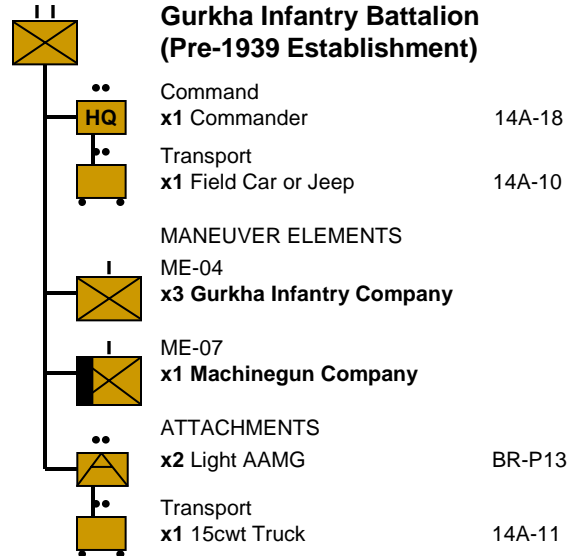 Gurkha Infantry Battalion
(Pre-1939 Establishment)
Command
HQ x1 Commander 14A-18
Transport
x1 Field Car or Jeep 14A-10
MANEUVER ELEMENTS
ME-04
x3 Gurkha Infantry Company
ME-07
x1 Machinegun Company
ATTACHMENTS
x2 Light AAMG BR-P13
Transport
x1 15cwt Truck 14A-11